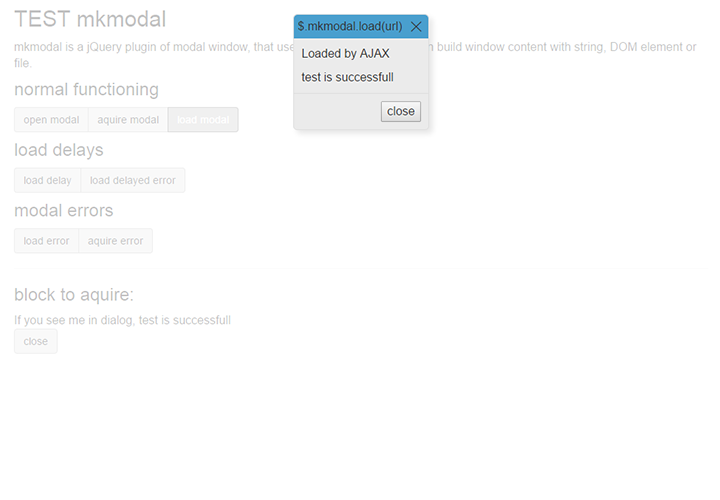 TEST mkmodal
mkmodal is a jQuery plugin of modal window, that use n build window content with string, DOM element or
file.
normal functioning
open modal aquire modal load modal
load delays
load delay load delayed error
modal errors
load error aquire error
block to aquire:
If you see me in dialog, test is successfull
close
$.mkmodal.load(url)
Loaded by AJAX
test is successfull
close